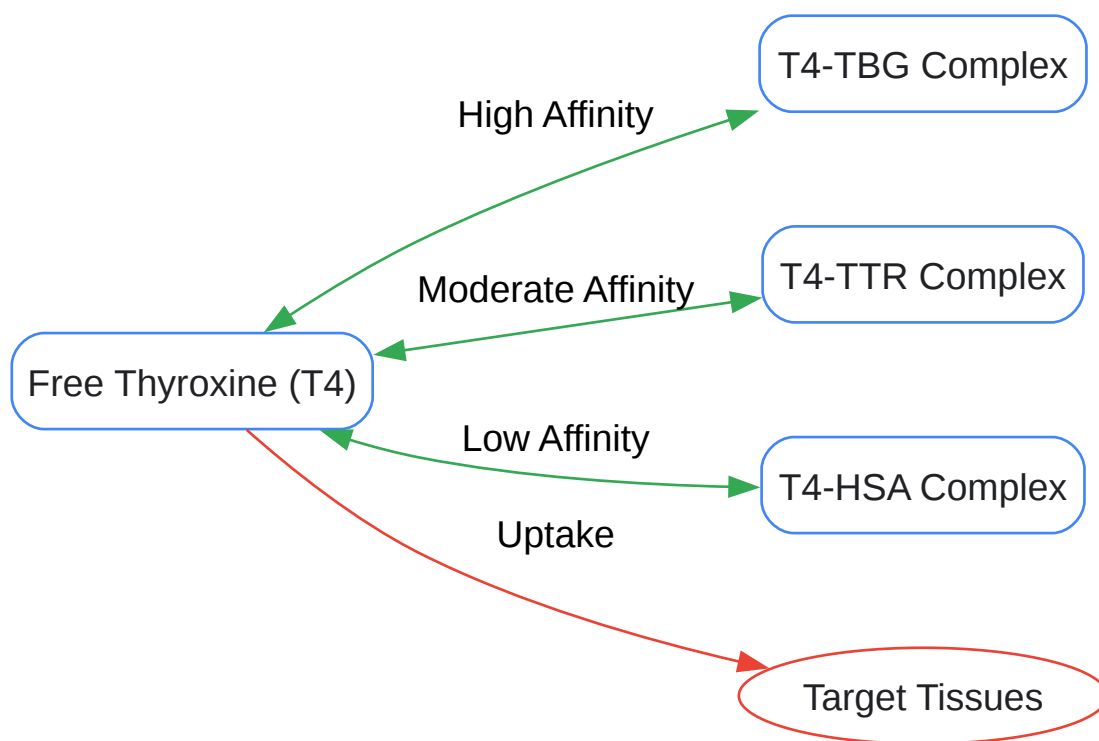 T4-TBG Complex
High Affinity
T4-TTR Complex
Moderate Affinity
Free Thyroxine (T4)
Low Affinity
T4-HSA Complex
Uptake
Target Tissues